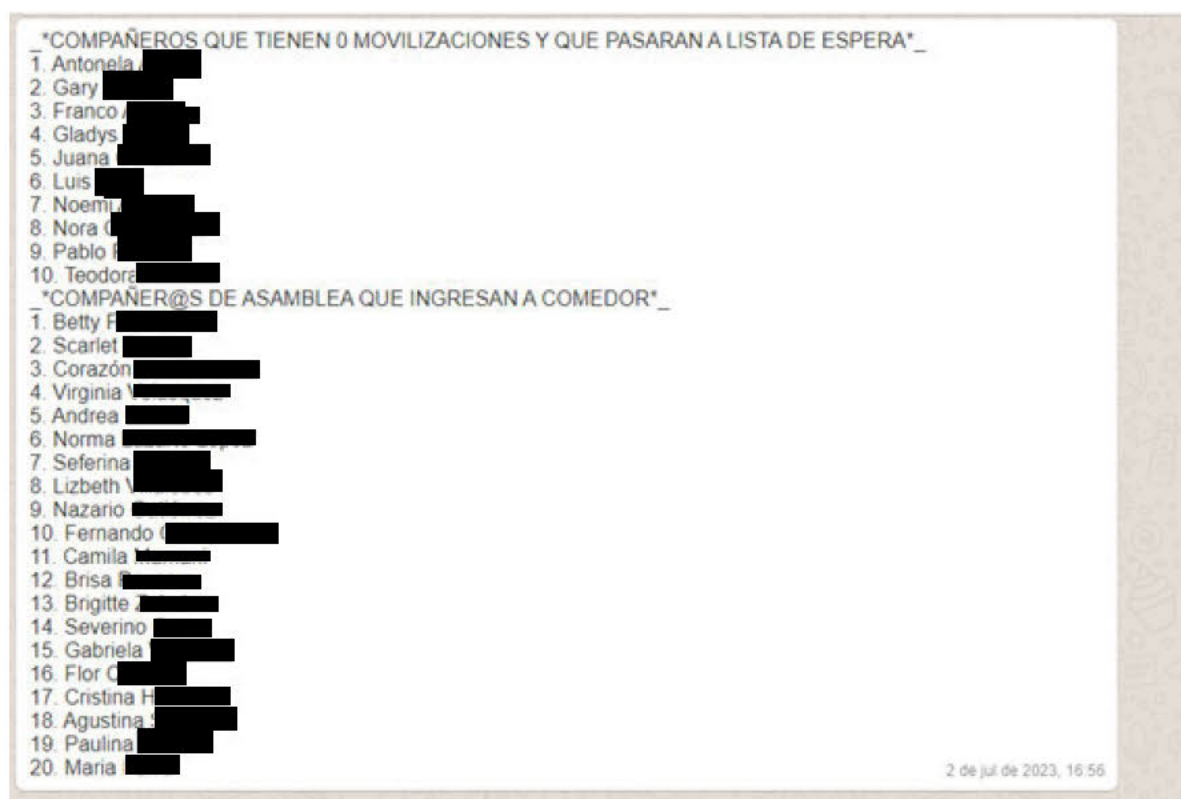 _*COMPAÑEROS QUE TIENEN 0 MOVILIZACIONES Y QUE PASARAN A LISTA DE ESPERA*_
1. Antonela
2. Gary
3. Franco
4. Gladys
5. Juana
6. Luis
7. Noemi
8. Nora
9. Pablo
10. Teodora
_*COMPAÑER@S DE ASAMBLEA QUE INGRESAN A COMEDOR*_
1. Betty
2. Scarlet
3. Corazón
4. Virginia
5. Andrea
6. Norma
7. Seferina
8. Lizbeth
9. Nazario
10. Fernando
11. Camila
12. Brisa
13. Brigitte
14. Severino
15. Gabriela
16. Flor
17. Cristina
18. Agustina
19. Paulina
20. Maria
2 de jul de 2023, 16:56